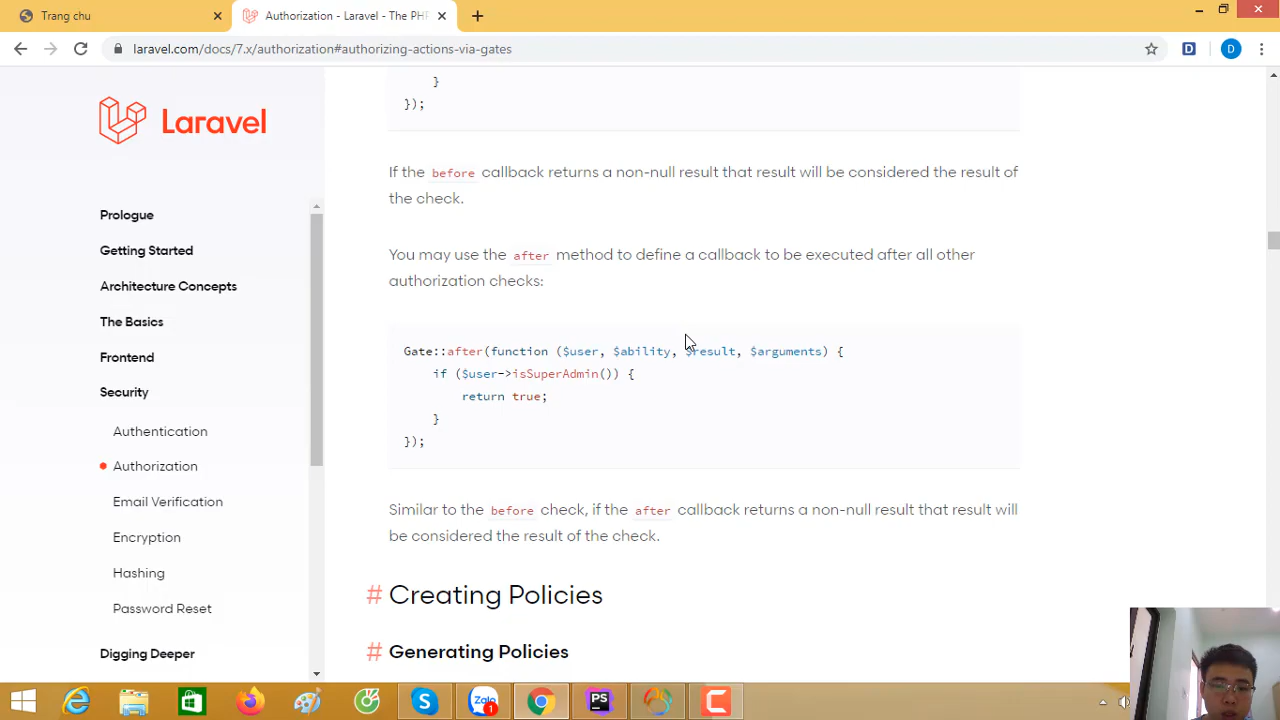 Trang chu
Authorization - Laravel - The PH
laravel.com/docs/7.x/authorization#authorizing-actions-via-gates
D
D
Laravel
Prologue
Getting Started
Architecture Concepts
The Basics
Frontend
Security
Authentication
Authorization
Email Verification
Encryption
Hashing
Password Reset
Digging Deeper
}
});
If the before callback returns a non-null result that result will be considered the result of
the check.
You may use the after method to define a callback to be executed after all other
authorization checks:
Gate::after(function ($user, $ability, $result, $arguments) {
if ($user->isSuperAdmin()) {
return true;
}
});
Similar to the before check, if the after callback returns a non-null result that result will
be considered the result of the check.
# Creating Policies
# Generating Policies
S
Zalo
1
PS
C